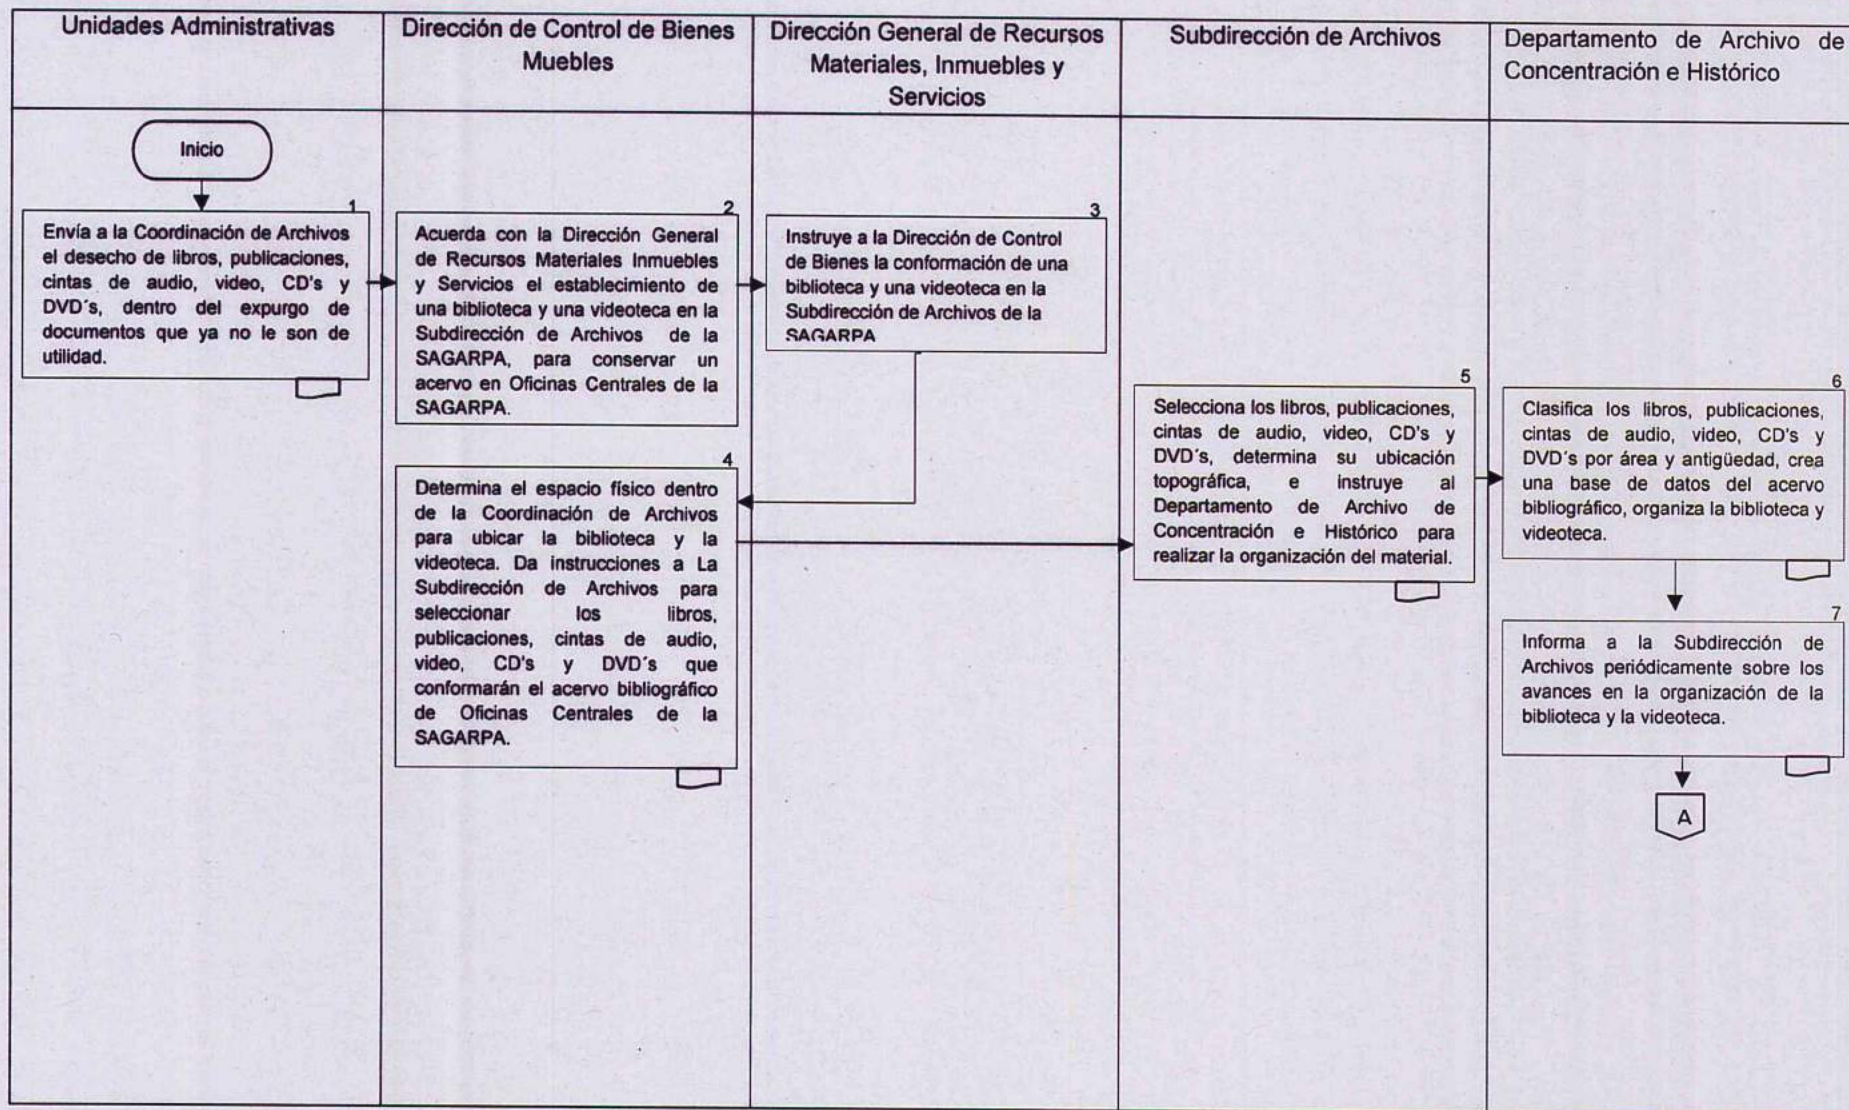 Unidades Administrativas
Dirección de Control de Bienes
Muebles
Dirección General de Recursos
Materiales, Inmuebles y
Servicios
Subdirección de Archivos
Departamento de Archivo de
Concentración e Histórico
Inicio
1
Envía a la Coordinación de Archivos
el desecho de libros, publicaciones,
cintas de audio, video, CD's y
DVD´s, dentro del expurgo de
documentos que ya no le son de
utilidad.
2
Acuerda con la Dirección General
de Recursos Materiales Inmuebles
y Servicios el establecimiento de
una biblioteca y una videoteca en la
Subdirección de Archivos de la
SAGARPA, para conservar un
acervo en Oficinas Centrales de la
SAGARPA.
3
Instruye a la Dirección de Control
de Bienes la conformación de una
biblioteca y una videoteca en la
Subdirección de Archivos de la
SAGARPA
4
Determina el espacio físico dentro
de la Coordinación de Archivos
para ubicar la biblioteca y la
videoteca. Da instrucciones a La
Subdirección de Archivos para
seleccionar los libros,
publicaciones, cintas de audio,
video, CD's y DVD´s que
conformarán el acervo bibliográfico
de Oficinas Centrales de la
SAGARPA.
5
Selecciona los libros, publicaciones,
cintas de audio, video, CD's y
DVD´s, determina su ubicación
topográfica, e instruye al
Departamento de Archivo de
Concentración e Histórico para
realizar la organización del material.
6
Clasifica los libros, publicaciones,
cintas de audio, video, CD's y
DVD´s por área y antigüedad, crea
una base de datos del acervo
bibliográfico, organiza la biblioteca y
videoteca.
7
Informa a la Subdirección de
Archivos periódicamente sobre los
avances en la organización de la
biblioteca y la videoteca.
A